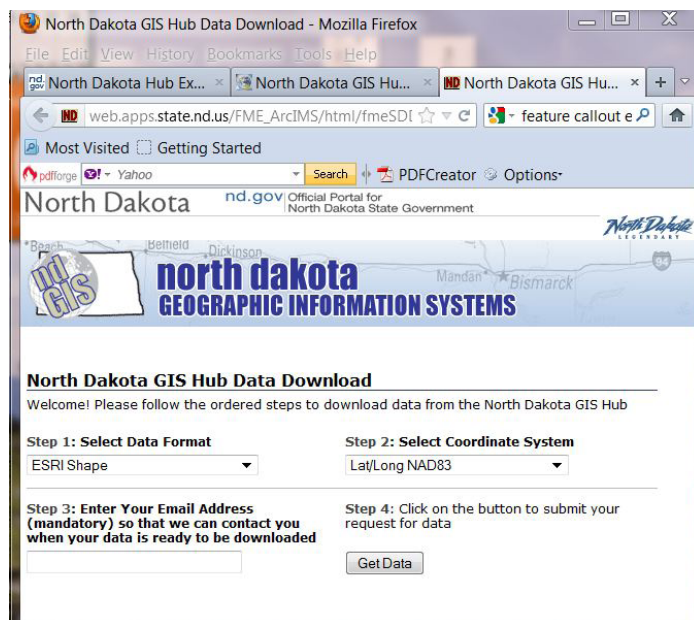 North Dakota GIS Hub Data Download - Mozilla Firefox
File Edit View History Bookmarks Tools Help
nd.gov North Dakota Hub Ex... × North Dakota GIS Hu... × ND North Dakota GIS Hu... × +
ND web.apps.state.nd.us/FME_ArcIMS/html/fmeSDE feature callout e
Most Visited Getting Started
pdfforge Yahoo Search PDFCreator Options
North Dakota nd.gov Official Portal for
North Dakota State Government
North Dakota
LEGENDARY
Beach Belfield Dickinson Mandan Bismarck 94
nd GIS
north dakota
GEOGRAPHIC INFORMATION SYSTEMS
North Dakota GIS Hub Data Download
Welcome! Please follow the ordered steps to download data from the North Dakota GIS Hub
Step 1: Select Data Format
ESRI Shape
Step 2: Select Coordinate System
Lat/Long NAD83
Step 3: Enter Your Email Address
(mandatory) so that we can contact you
when your data is ready to be downloaded
Step 4: Click on the button to submit your
request for data
Get Data